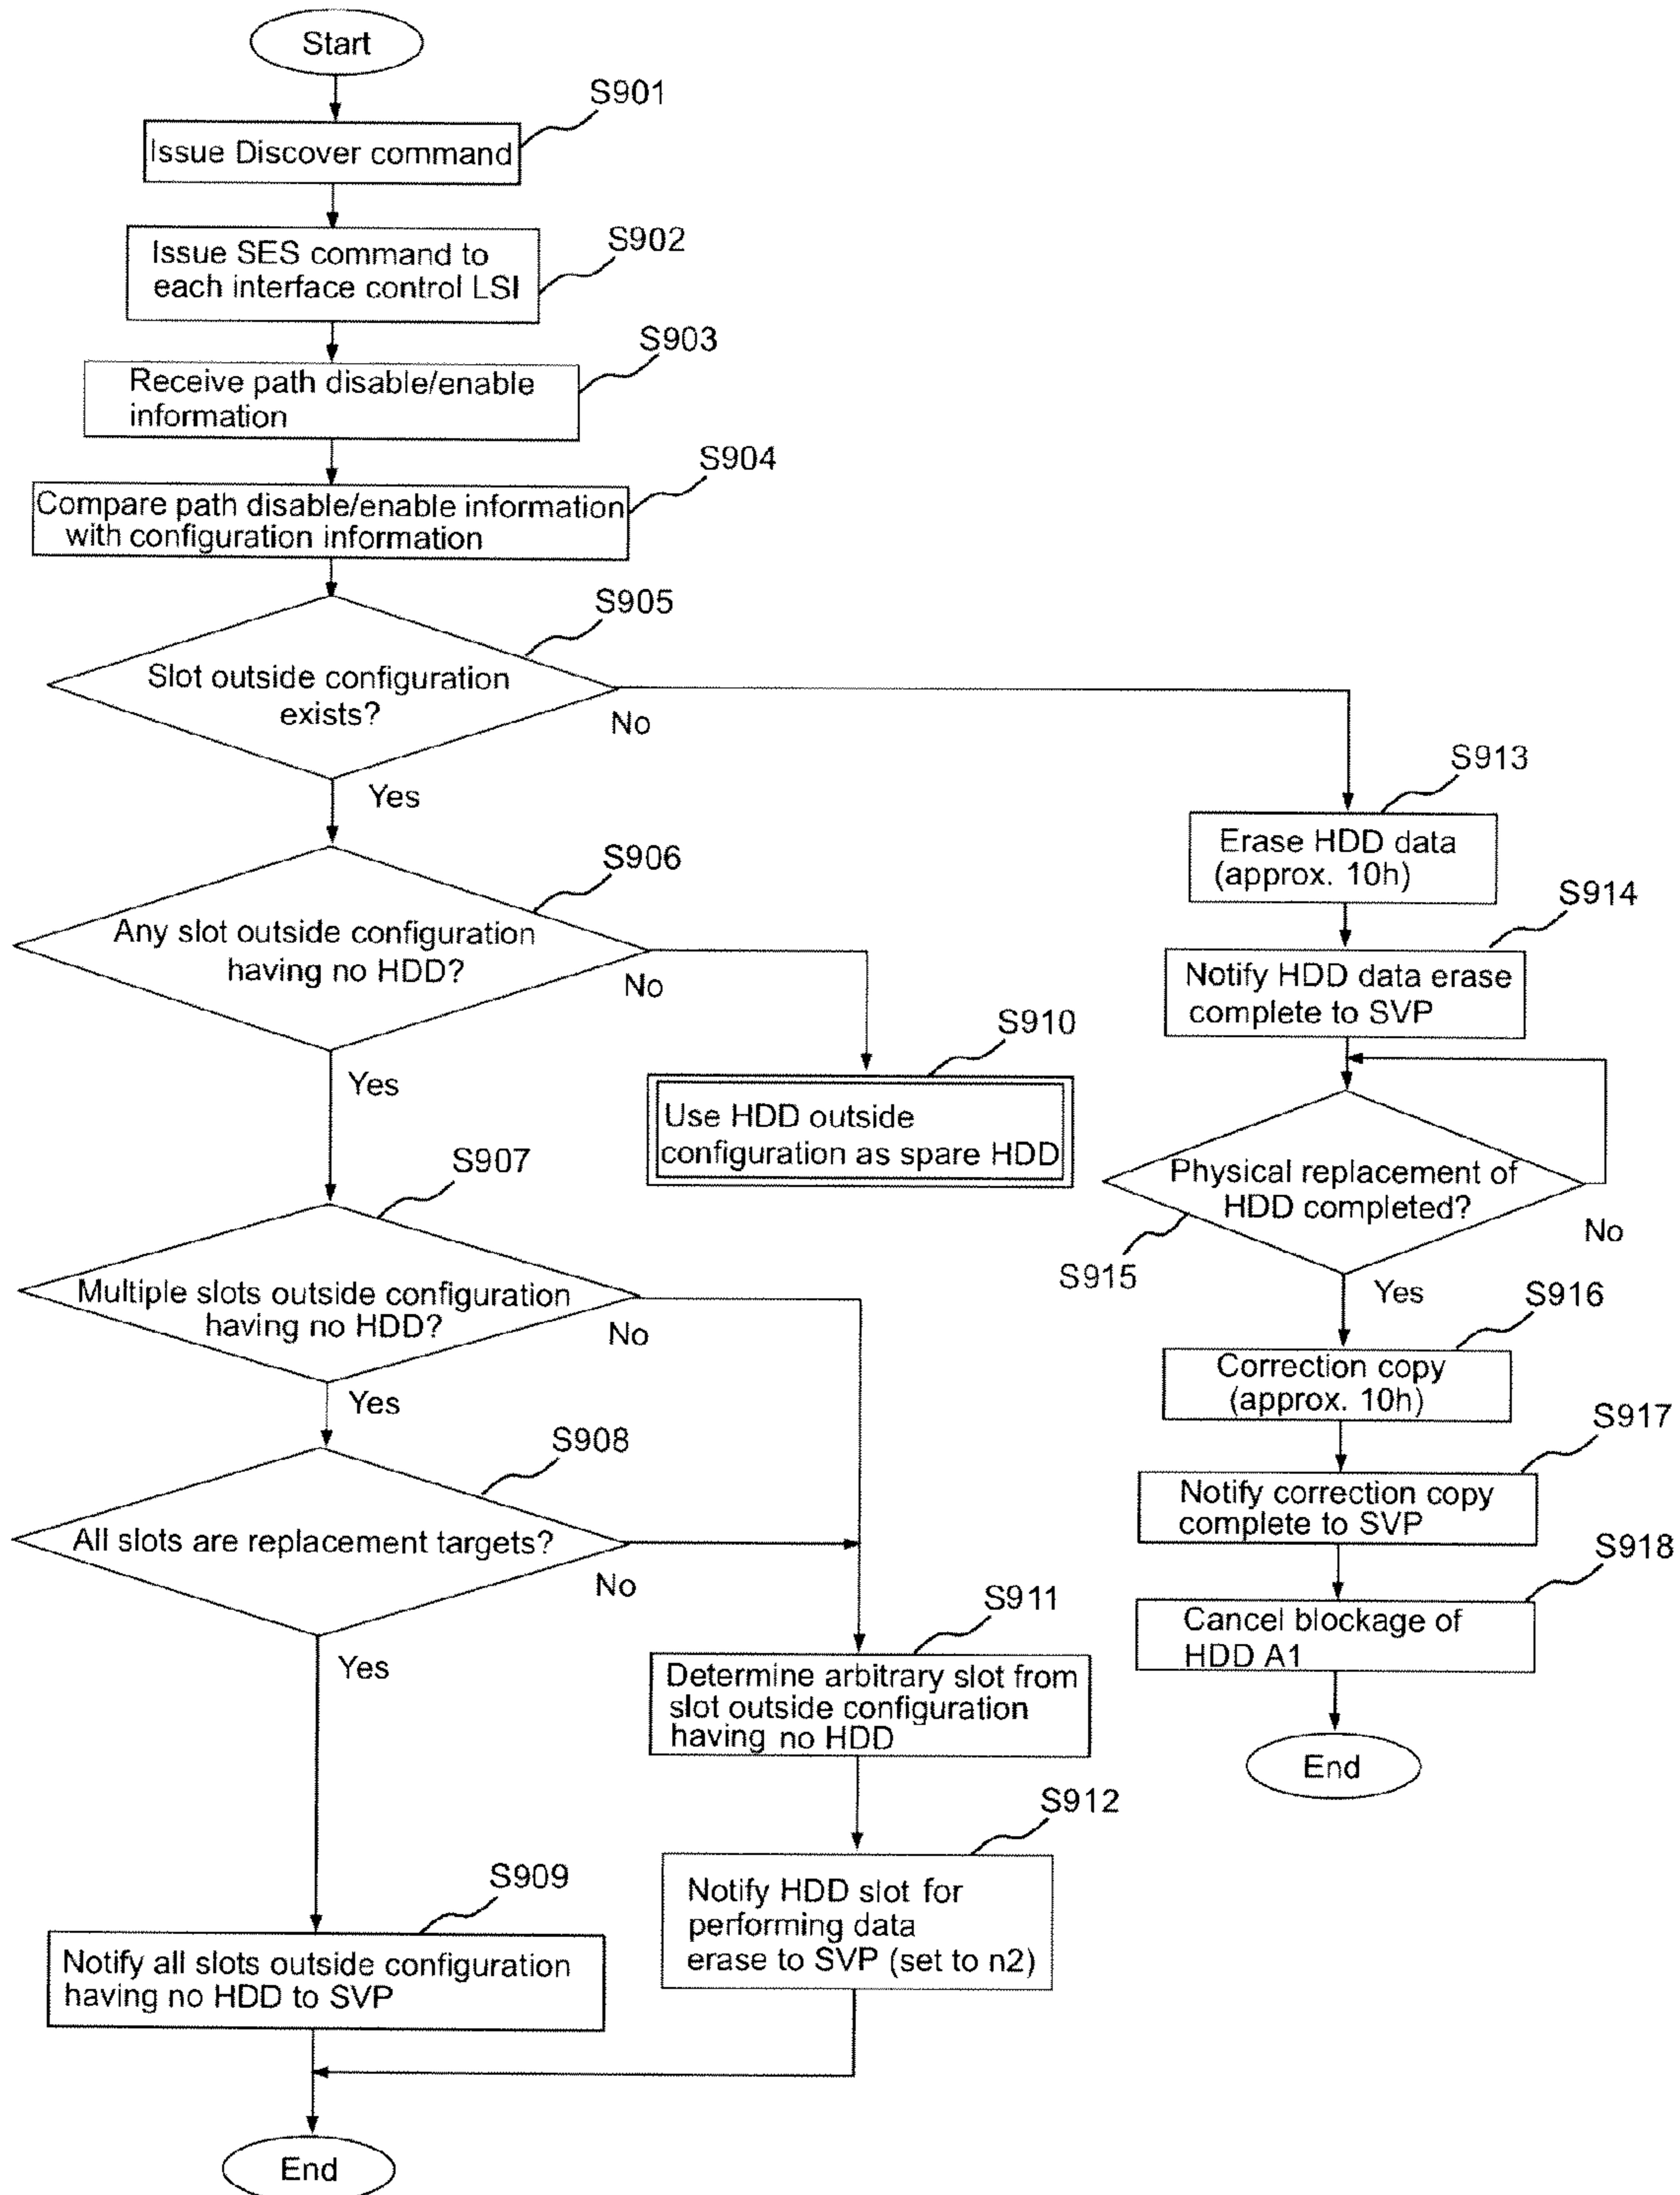 Start
S901
Issue Discover command
S902
Issue SES command to
each interface control LSI
S903
Receive path disable/enable
information
S904
Compare path disable/enable information
with configuration information
S905
Slot outside configuration
exists?
No
Yes
S906
Any slot outside configuration
having no HDD?
No
Yes
S910
Use HDD outside
configuration as spare HDD
S907
Multiple slots outside configuration
having no HDD?
No
Yes
S908
All slots are replacement targets?
No
Yes
S911
Determine arbitrary slot from
slot outside configuration
having no HDD
S912
Notify HDD slot for
performing data
erase to SVP (set to n2)
S909
Notify all slots outside configuration
having no HDD to SVP
End
S913
Erase HDD data
(approx. 10h)
S914
Notify HDD data erase
complete to SVP
Physical replacement of
HDD completed?
No
S915
Yes
S916
Correction copy
(approx. 10h)
S917
Notify correction copy
complete to SVP
S918
Cancel blockage of
HDD A1
End